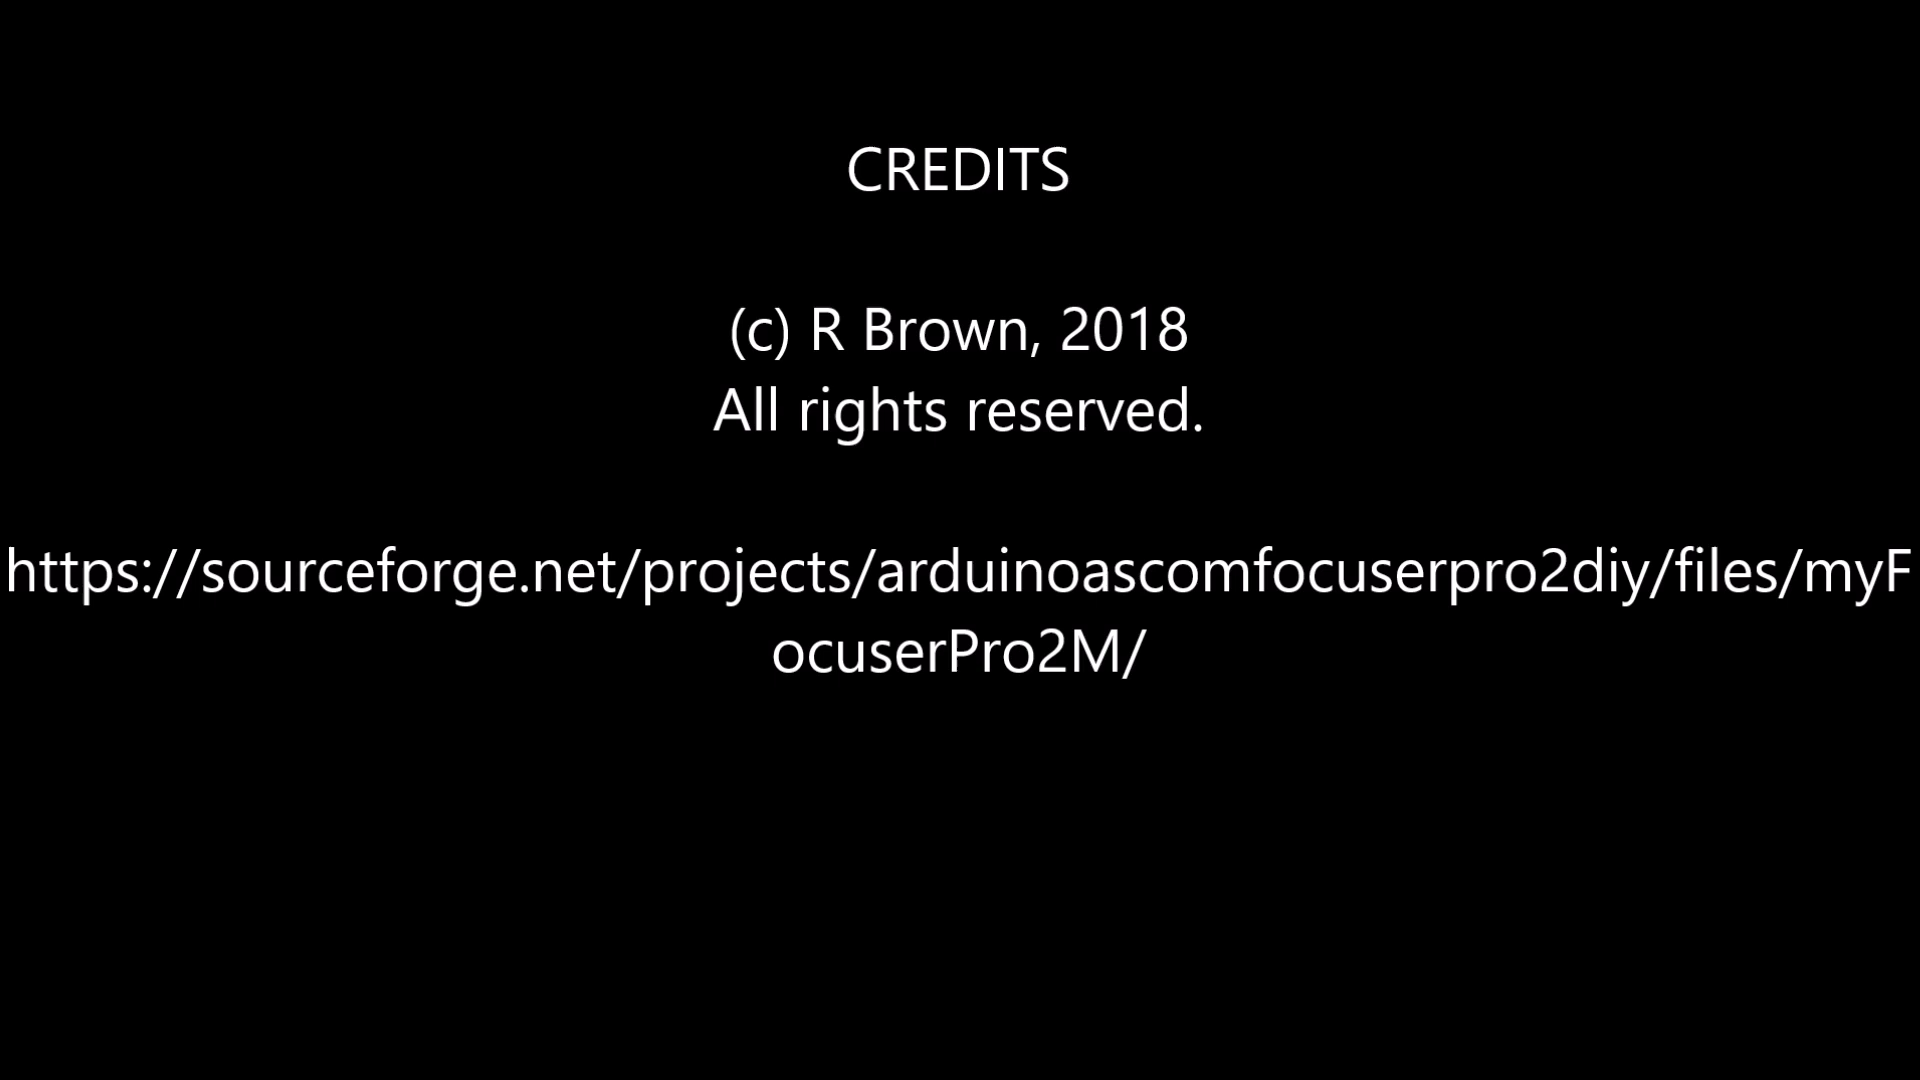 CREDITS
(c) R Brown, 2018
All rights reserved.
https://sourceforge.net/projects/arduinoascomfocuserpro2diy/files/myF
ocuserPro2M/